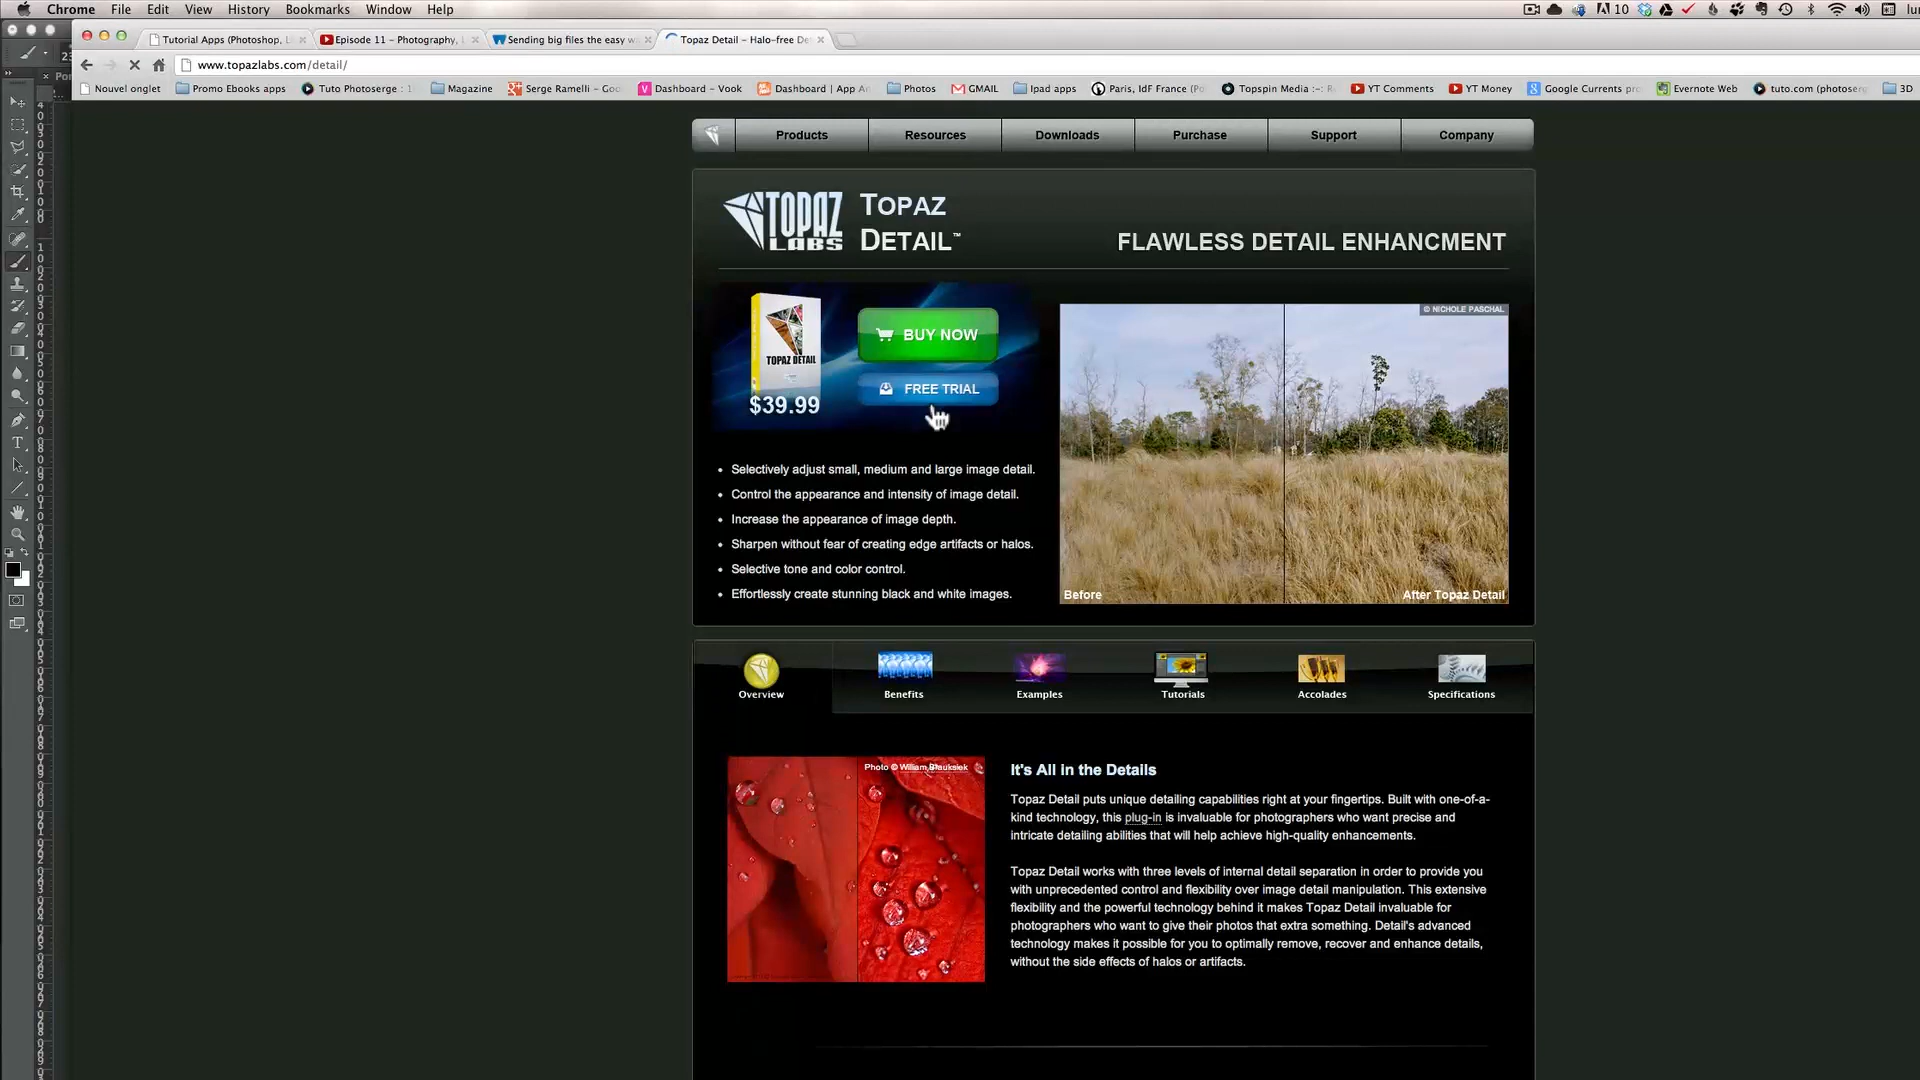 Chrome File Edit View History Bookmarks Window Help
10
Tutorial Apps (Photoshop, L
Episode 11 – Photography,
Sending big files the easy w
Topaz Detail – Halo-free De
www.topazlabs.com/detail/
Nouvel onglet
Promo Ebooks apps
Tuto Photoserge : 1
Magazine
Serge Ramelli – Goo
Dashboard – Vook
Dashboard | App An
Photos
GMAIL
Ipad apps
Paris, IDF France (Po
Topspin Media :~: R
YT Comments
YT Money
Google Currents pro
Evernote Web
tuto.com (photoserg
3D
Products Resources Downloads Purchase Support Company
TOPAZ LABS
TOPAZ
DETAIL™
FLAWLESS DETAIL ENHANCMENT
TOPAZ DETAIL
$39.99
BUY NOW
FREE TRIAL
© NICHOLE PASCHAL
Before
After Topaz Detail
• Selectively adjust small, medium and large image detail.
• Control the appearance and intensity of image detail.
• Increase the appearance of image depth.
• Sharpen without fear of creating edge artifacts or halos.
• Selective tone and color control.
• Effortlessly create stunning black and white images.
Overview Benefits Examples Tutorials Accolades Specifications
Photo © William
It's All in the Details
Topaz Detail puts unique detailing capabilities right at your fingertips. Built with one-of-a-
kind technology, this plug-in is invaluable for photographers who want precise and
intricate detailing abilities that will help achieve high-quality enhancements.
Topaz Detail works with three levels of internal detail separation in order to provide you
with unprecedented control and flexibility over image detail manipulation. This extensive
flexibility and the powerful technology behind it makes Topaz Detail invaluable for
photographers who want to give their photos that extra something. Detail's advanced
technology makes it possible for you to optimally remove, recover and enhance details,
without the side effects of halos or artifacts.